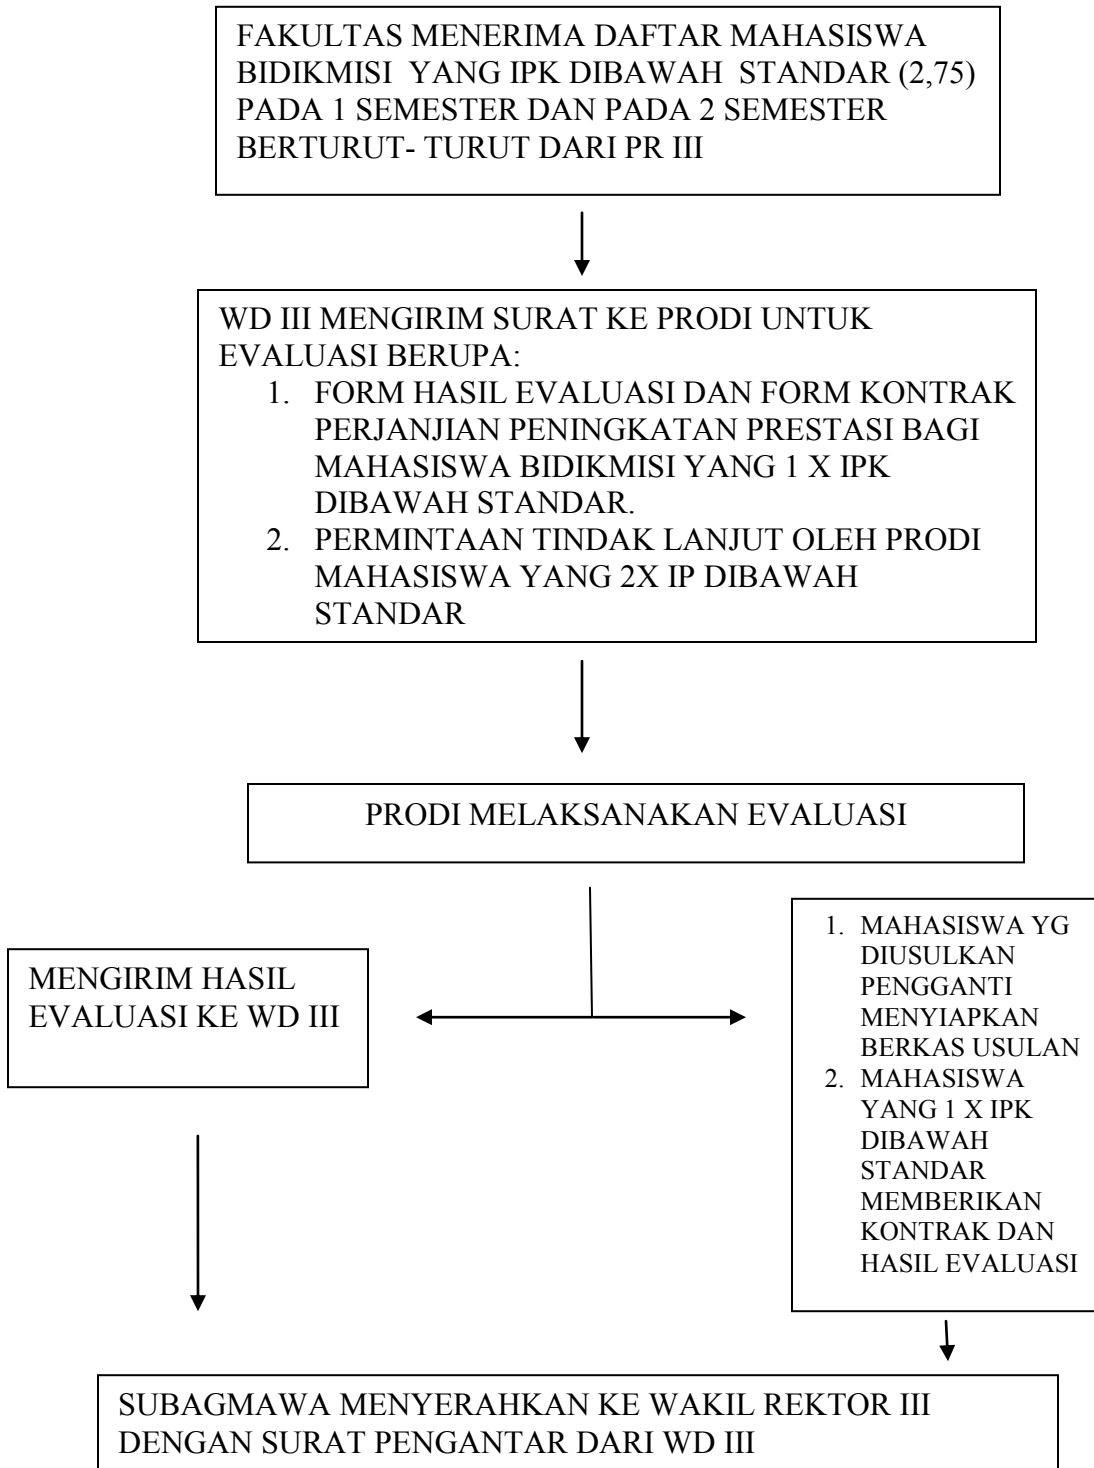 FAKULTAS MENERIMA DAFTAR MAHASISWA
BIDIKMISI YANG IPK DIBAWAH STANDAR (2,75)
PADA 1 SEMESTER DAN PADA 2 SEMESTER
BERTURUT- TURUT DARI PR III
WD III MENGIRIM SURAT KE PRODI UNTUK
EVALUASI BERUPA:
1. FORM HASIL EVALUASI DAN FORM KONTRAK
PERJANJIAN PENINGKATAN PRESTASI BAGI
MAHASISWA BIDIKMISI YANG 1 X IPK
DIBAWAH STANDAR.
2. PERMINTAAN TINDAK LANJUT OLEH PRODI
MAHASISWA YANG 2X IP DIBAWAH
STANDAR
PRODI MELAKSANAKAN EVALUASI
MENGIRIM HASIL
EVALUASI KE WD III
1. MAHASISWA YG
DIUSULKAN
PENGGANTI
MENYIAPKAN
BERKAS USULAN
2. MAHASISWA
YANG 1 X IPK
DIBAWAH
STANDAR
MEMBERIKAN
KONTRAK DAN
HASIL EVALUASI
SUBAGMAWA MENYERAHKAN KE WAKIL REKTOR III
DENGAN SURAT PENGANTAR DARI WD III